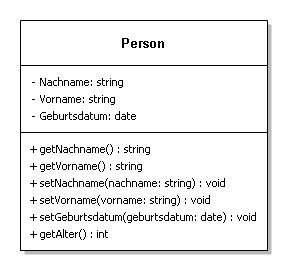 Person
- Nachname: string
- Vorname: string
- Geburtsdatum: date
+ getNachname() : string
+ getVorname() : string
+ setNachname(nachname: string) : void
+ setVorname(vorname: string) : void
+ setGeburtsdatum(geburtsdatum: date) : void
+ getAlter() : int